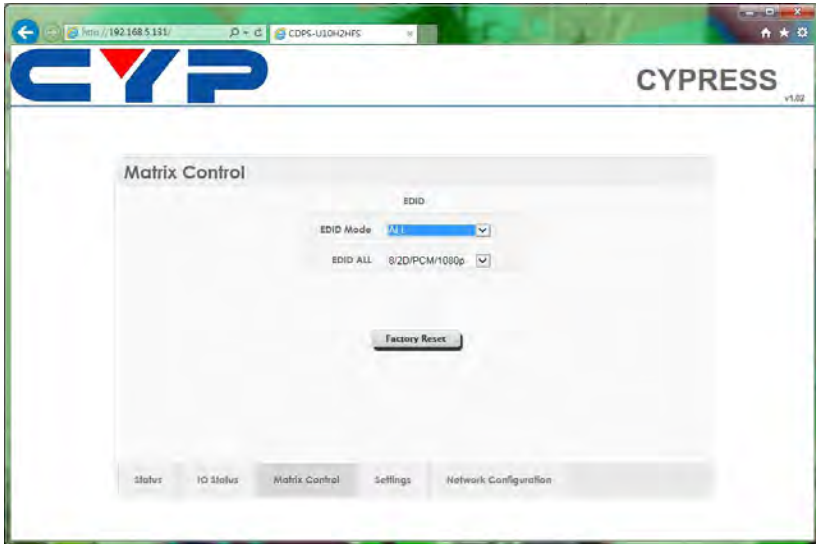 http://192.168.5.131/
CDPS-U10H2HFS
CYP
CYPRESS
v1.02
Matrix Control
EDID
EDID Mode ALL
EDID ALL 8/2D/PCM/1080p
Factory Reset
Status IO Status Matrix Control Settings Network Configuration